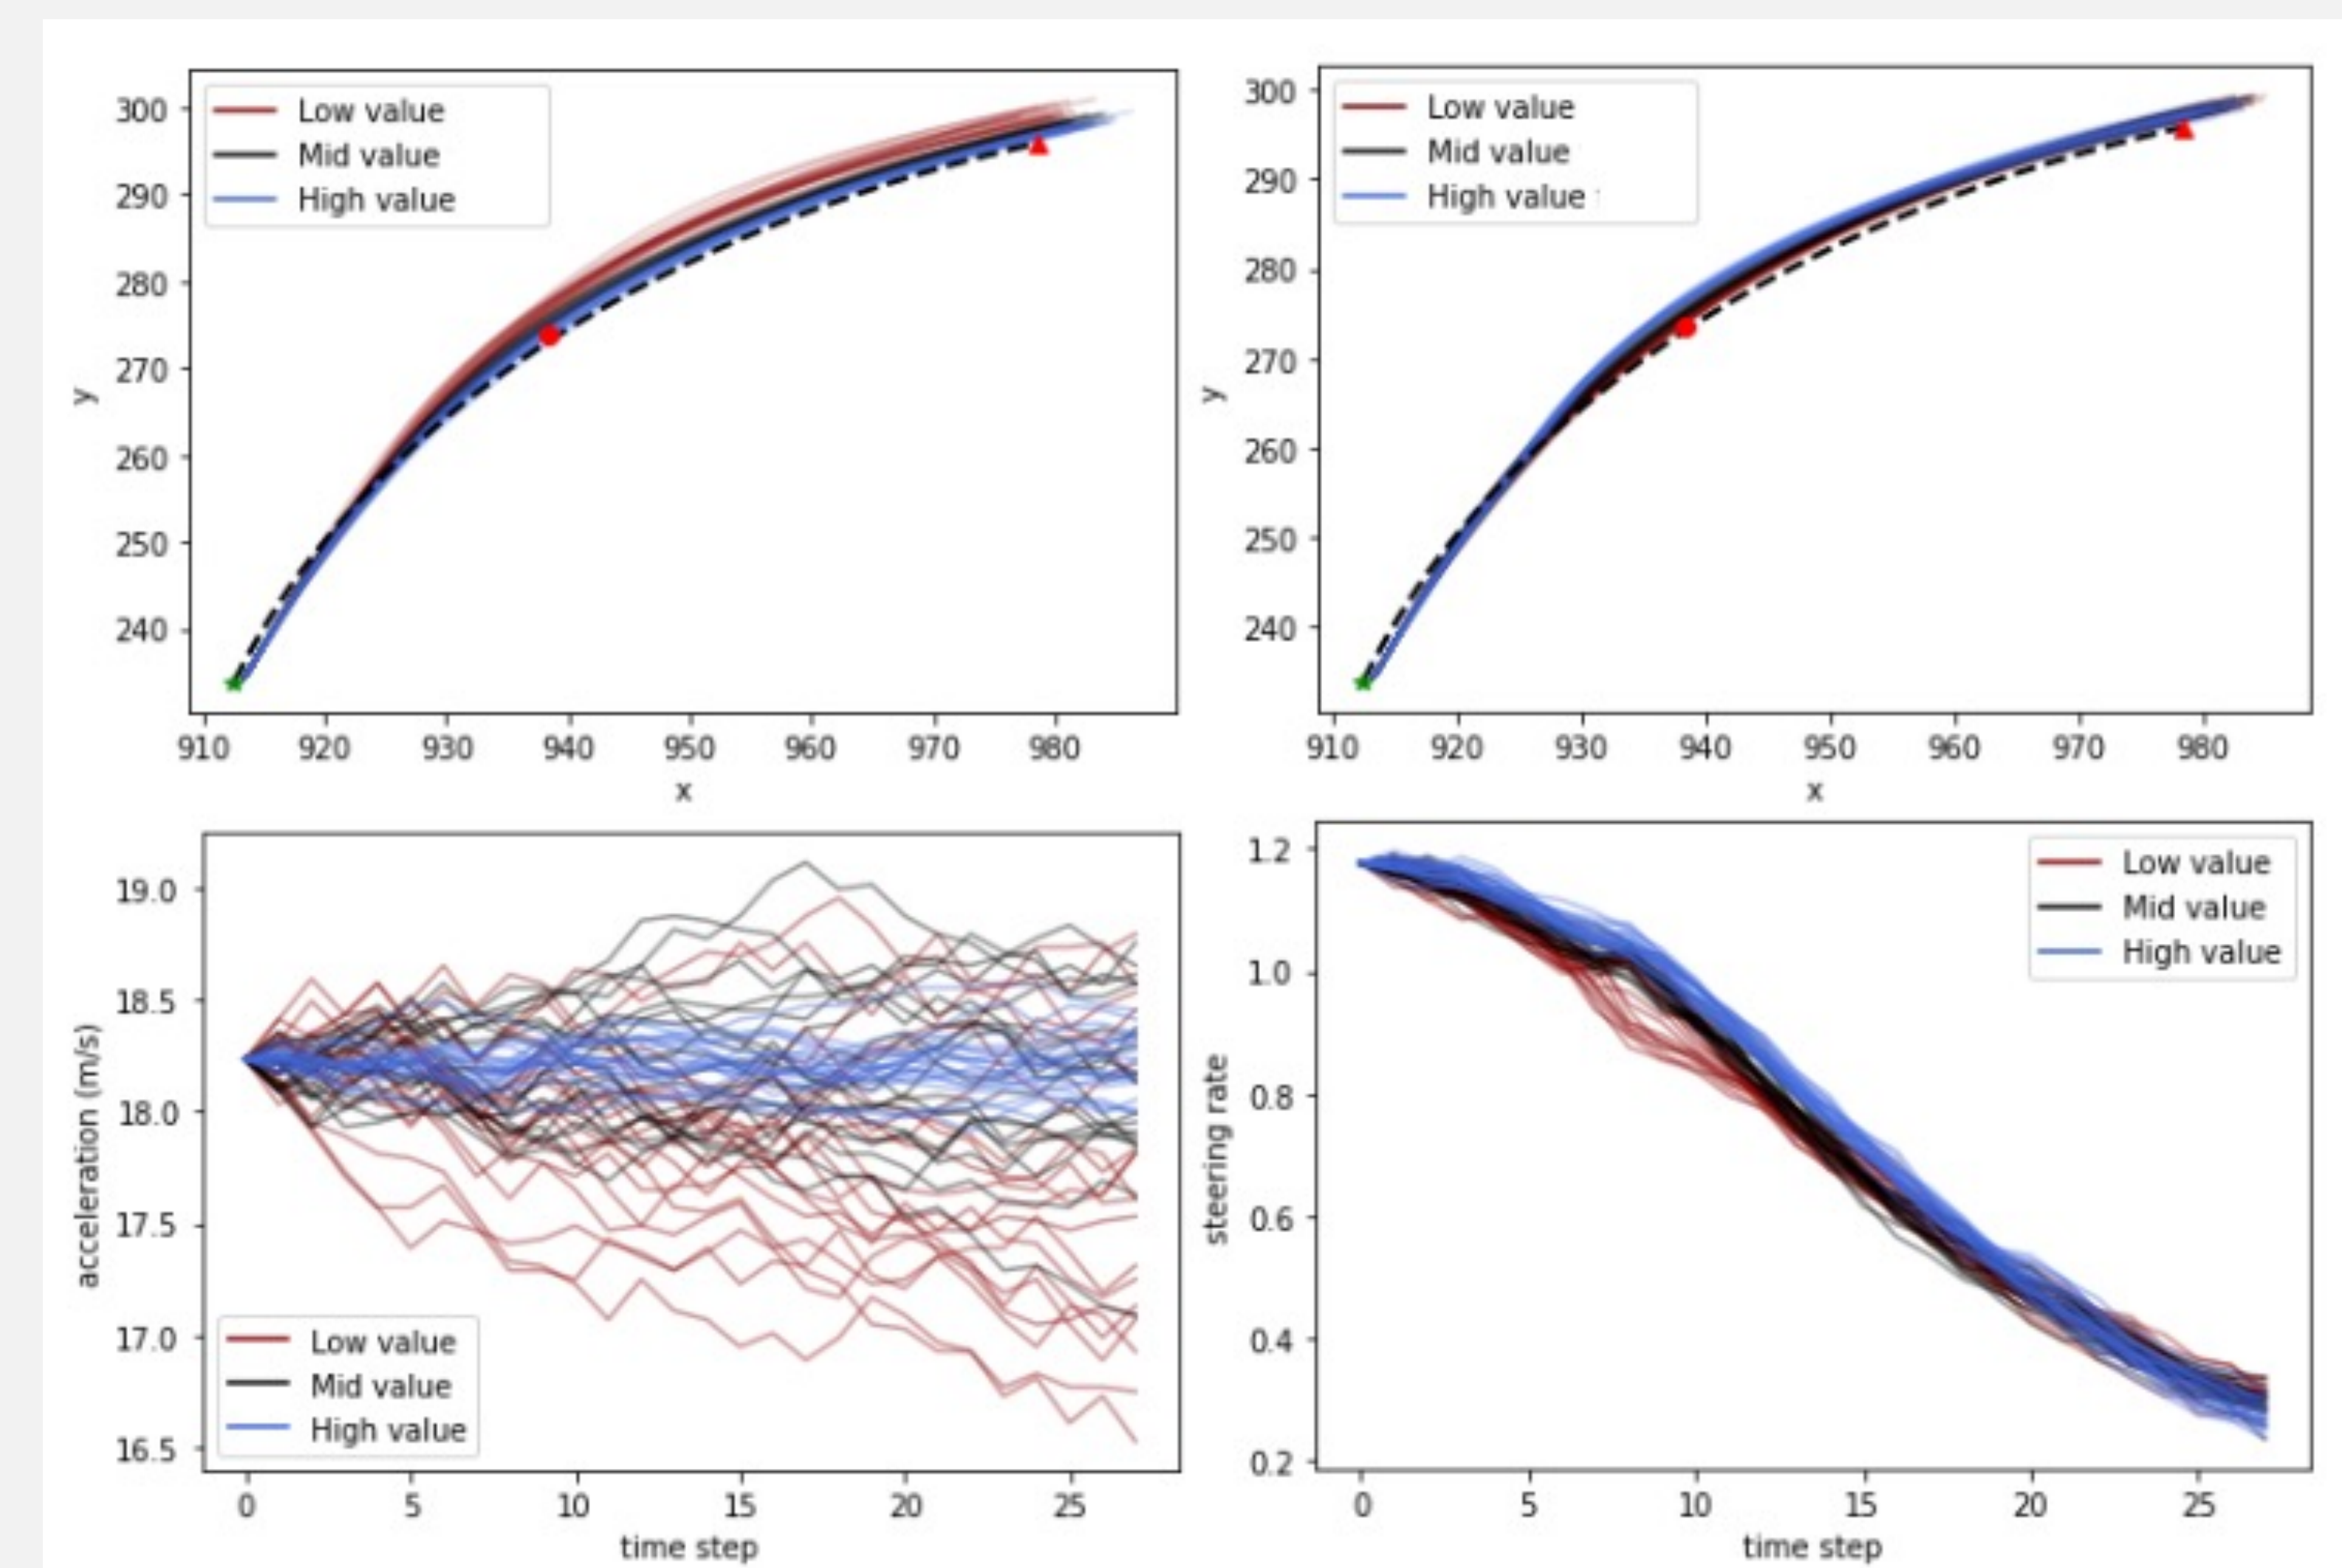 Low value
Mid value
High value
300
290
280
270
260
250
240
y
910 920 930 940 950 960 970 980
x
Low value
Mid value
High value
300
290
280
270
260
250
240
y
910 920 930 940 950 960 970 980
x
19.0
18.5
18.0
17.5
17.0
16.5
acceleration (m/s)
Low value
Mid value
High value
0 5 10 15 20 25
time step
1.2
1.0
0.8
0.6
0.4
0.2
steering rate
Low value
Mid value
High value
0 5 10 15 20 25
time step